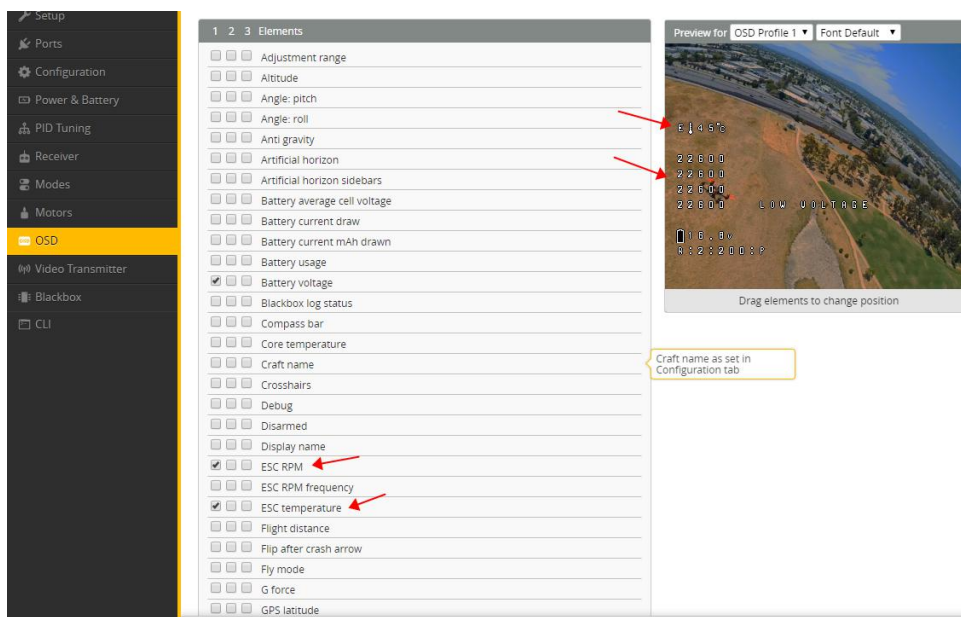 Setup
Ports
Configuration
Power & Battery
PID Tuning
Receiver
Modes
Motors
OSD
Video Transmitter
Blackbox
CLI
1 2 3 Elements
Adjustment range
Altitude
Angle: pitch
Angle: roll
Anti gravity
Artificial horizon
Artificial horizon sidebars
Battery average cell voltage
Battery current draw
Battery current mAh drawn
Battery usage
Battery voltage
Blackbox log status
Compass bar
Core temperature
Craft name
Crosshairs
Debug
Disarmed
Display name
ESC RPM
ESC RPM frequency
ESC temperature
Flight distance
Flip after crash arrow
Fly mode
G force
GPS latitude
Preview for OSD Profile 1 Font Default
E 45°C
22600
22600
22600
22600 LOW VOLTAGE
16.8V
R:2:200:P
Drag elements to change position
Craft name as set in
Configuration tab